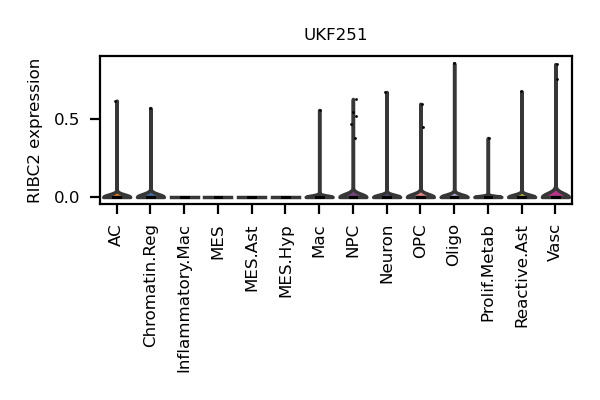 UKF251
RIBC2 expression
0.5
0.0
AC
Chromatin.Reg
Inflammatory.Mac
MES
MES.Ast
MES.Hyp
Mac
NPC
Neuron
OPC
Oligo
Prolif.Metab
Reactive.Ast
Vasc